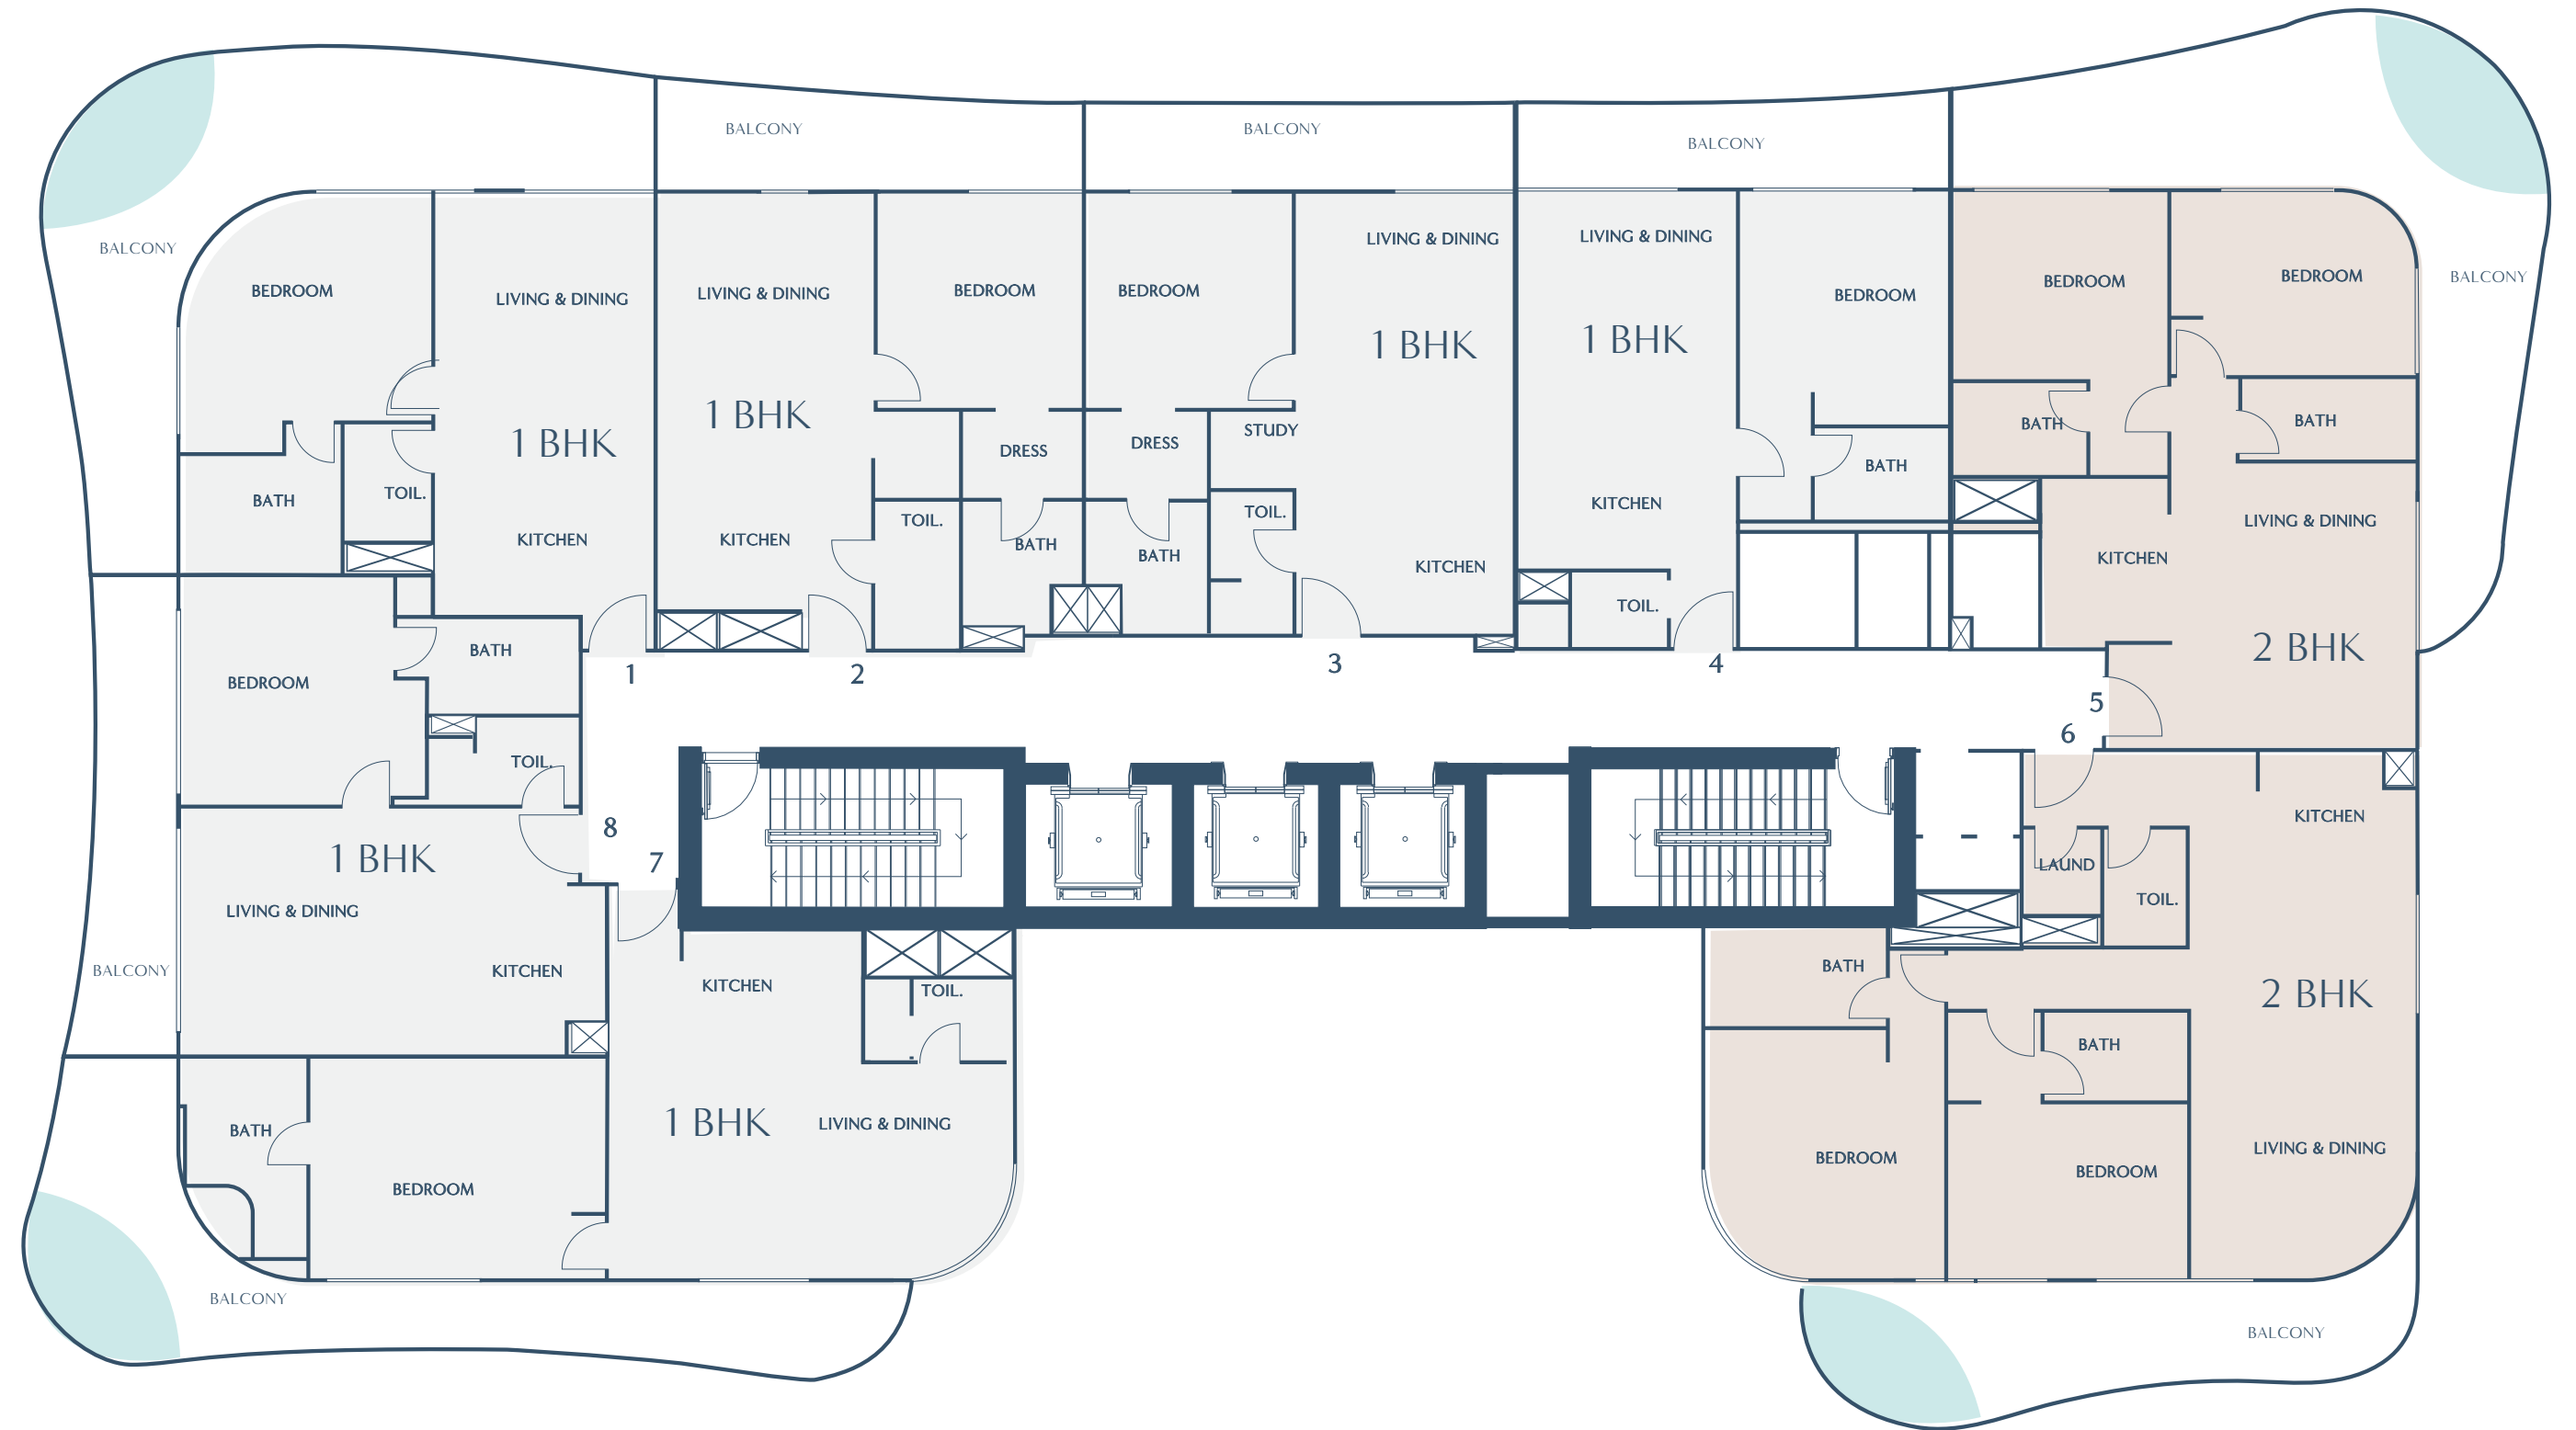 BALCONY
BALCONY
BALCONY
BALCONY
BALCONY
BEDROOM
LIVING & DINING
1 BHK
BATH
TOIL.
KITCHEN
1
LIVING & DINING
BEDROOM
1 BHK
DRESS
TOIL.
KITCHEN
BATH
2
BEDROOM
LIVING & DINING
1 BHK
STUDY
DRESS
TOIL.
BATH
KITCHEN
3
LIVING & DINING
BEDROOM
1 BHK
BATH
KITCHEN
TOIL.
4
BEDROOM
BEDROOM
BATH
BATH
LIVING & DINING
KITCHEN
2 BHK
5
6
KITCHEN
LAUND
TOIL.
BATH
2 BHK
BATH
LIVING & DINING
BEDROOM
BEDROOM
BALCONY
BATH
BEDROOM
TOIL.
8
1 BHK
LIVING & DINING
KITCHEN
BALCONY
7
KITCHEN
TOIL.
1 BHK
LIVING & DINING
BATH
BEDROOM
BALCONY